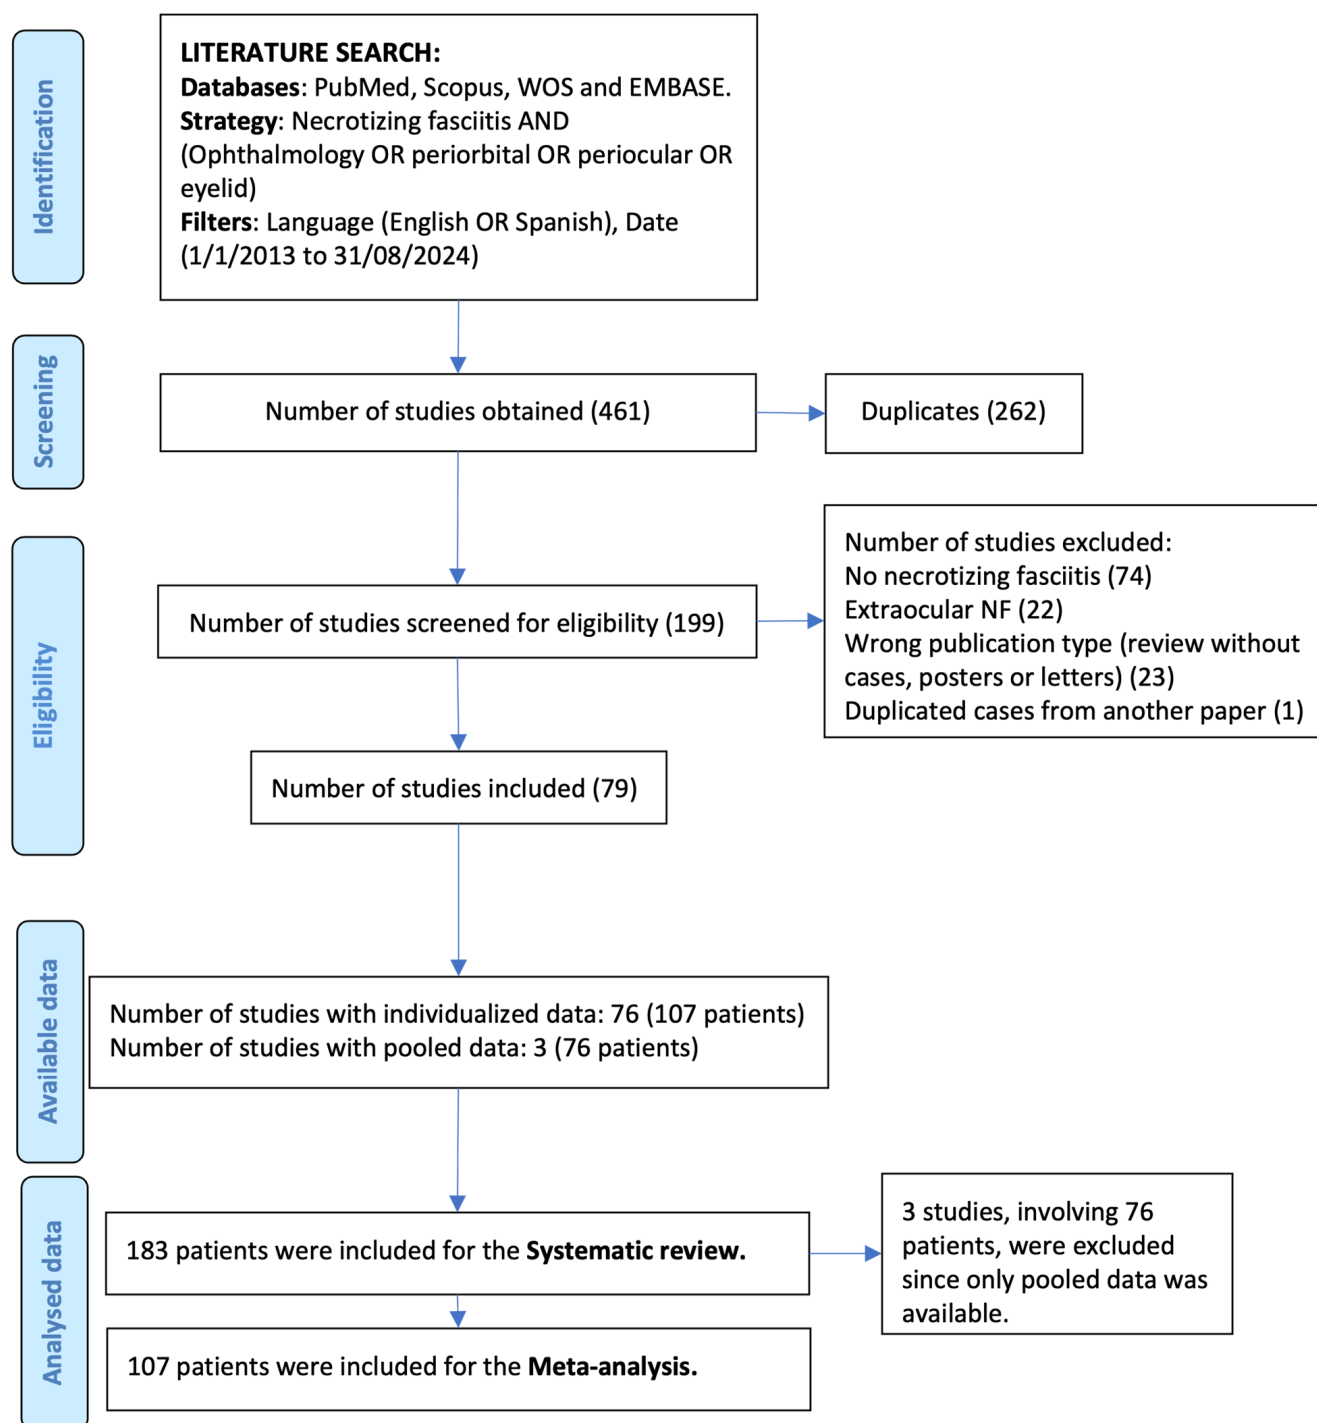 Identification
LITERATURE SEARCH:
Databases: PubMed, Scopus, WOS and EMBASE.
Strategy: Necrotizing fasciitis AND
(Ophthalmology OR periorbital OR periocular OR
eyelid)
Filters: Language (English OR Spanish), Date
(1/1/2013 to 31/08/2024)
Screening
Number of studies obtained (461)
Duplicates (262)
Eligibility
Number of studies screened for eligibility (199)
Number of studies excluded:
No necrotizing fasciitis (74)
Extraocular NF (22)
Wrong publication type (review without
cases, posters or letters) (23)
Duplicated cases from another paper (1)
Number of studies included (79)
Available data
Number of studies with individualized data: 76 (107 patients)
Number of studies with pooled data: 3 (76 patients)
Analysed data
183 patients were included for the Systematic review.
3 studies, involving 76
patients, were excluded
since only pooled data was
available.
107 patients were included for the Meta-analysis.